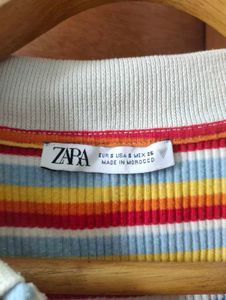 ZARA
EUR S USA S MEX 26
MADE IN MOROCCO